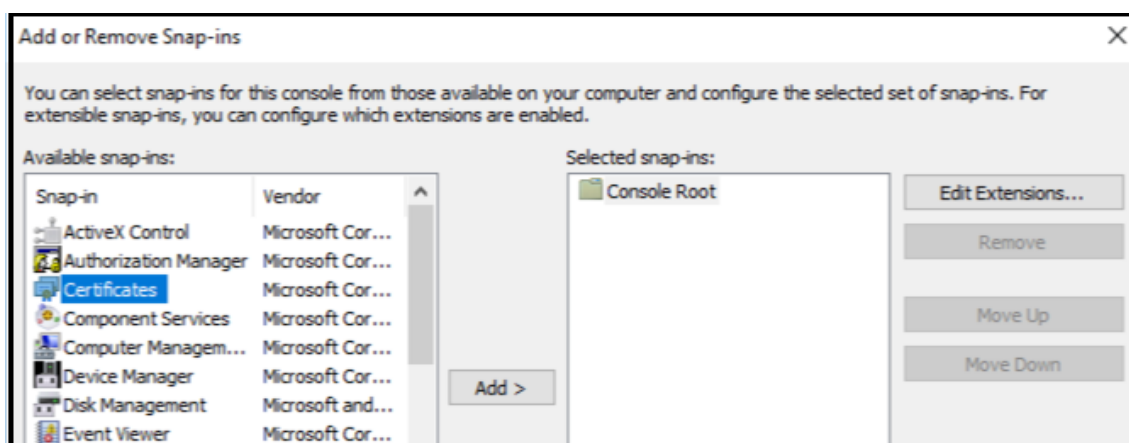 Add or Remove Snap-ins
You can select snap-ins for this console from those available on your computer and configure the selected set of snap-ins. For
extensible snap-ins, you can configure which extensions are enabled.
Available snap-ins:
Snap-in Vendor
ActiveX Control Microsoft Cor...
Authorization Manager Microsoft Cor...
Certificates Microsoft Cor...
Component Services Microsoft Cor...
Computer Managem... Microsoft Cor...
Device Manager Microsoft Cor...
Disk Management Microsoft and...
Event Viewer Microsoft Cor...
Add >
Selected snap-ins:
Console Root
Edit Extensions...
Remove
Move Up
Move Down